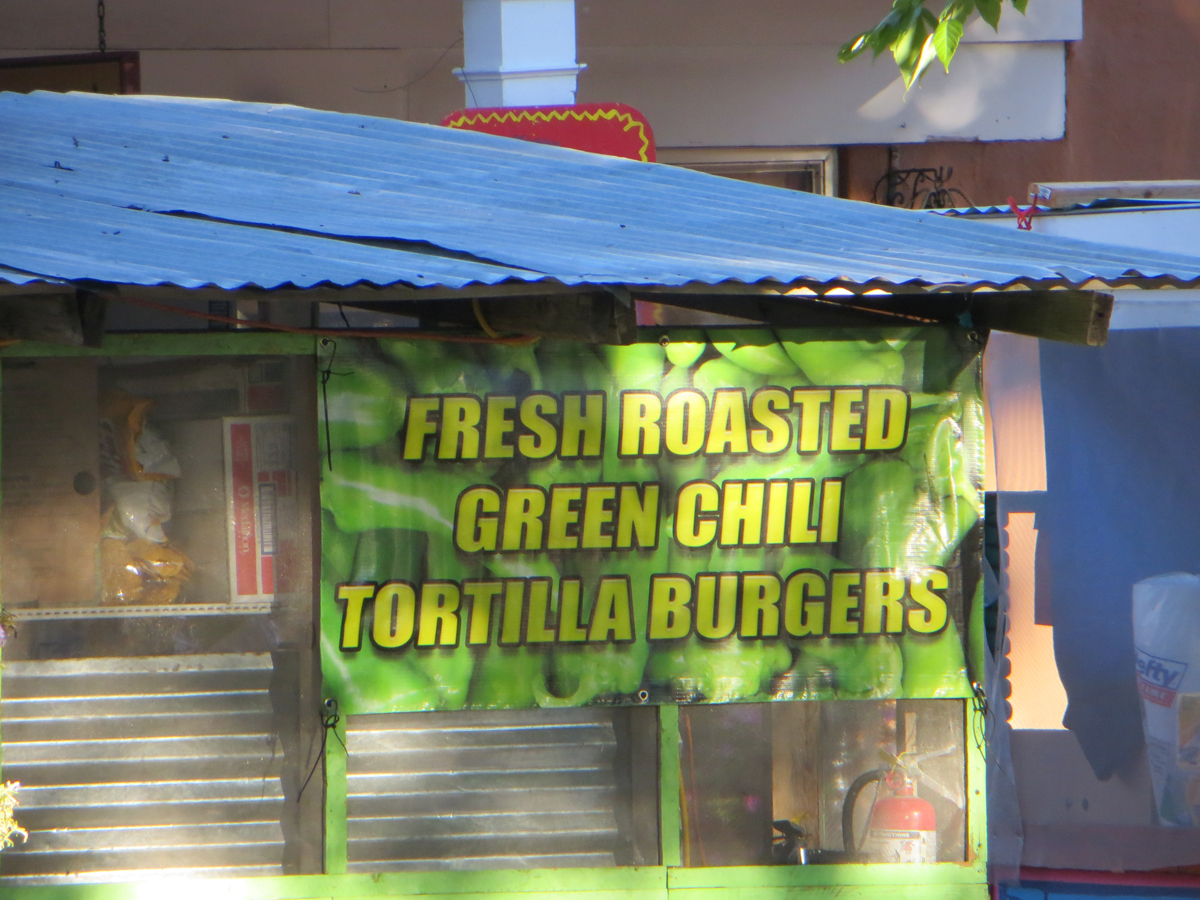 FRESH ROASTED
GREEN CHILI
TORTILLA BURGERS